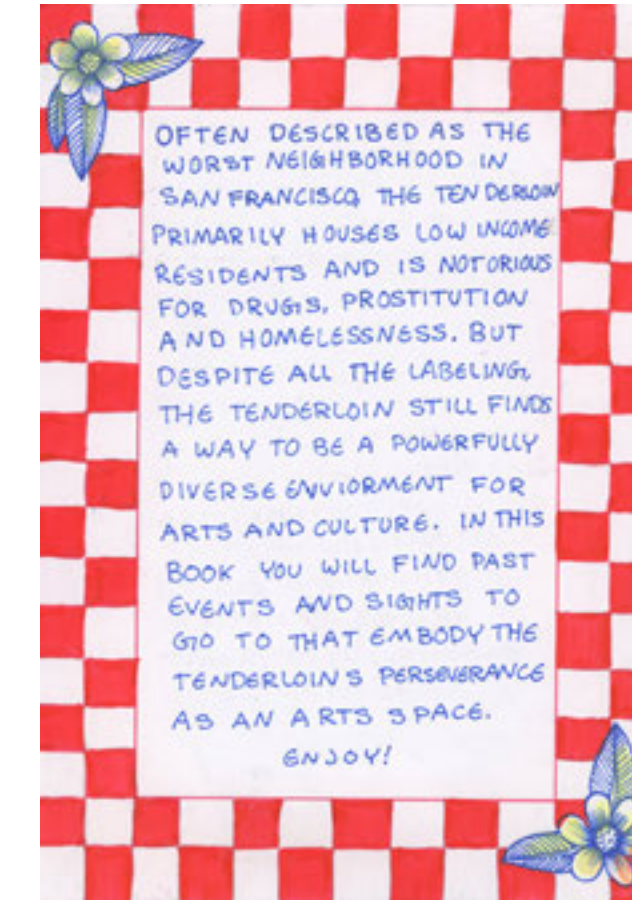 OFTEN DESCRIBED AS THE
WORST NEIGHBORHOOD IN
SAN FRANCISCO, THE TENDERLOIN
PRIMARILY HOUSES LOW INCOME
RESIDENTS AND IS NOTORIOUS
FOR DRUGS, PROSTITUTION
AND HOMELESSNESS. BUT
DESPITE ALL THE LABELING,
THE TENDERLOIN STILL FINDS
A WAY TO BE A POWERFULLY
DIVERSE ENVIORMENT FOR
ARTS AND CULTURE. IN THIS
BOOK YOU WILL FIND PAST
EVENTS AND SIGHTS TO
GO TO THAT EMBODY THE
TENDERLOINS PERSEVERANCE
AS AN ARTS SPACE.
ENJOY!